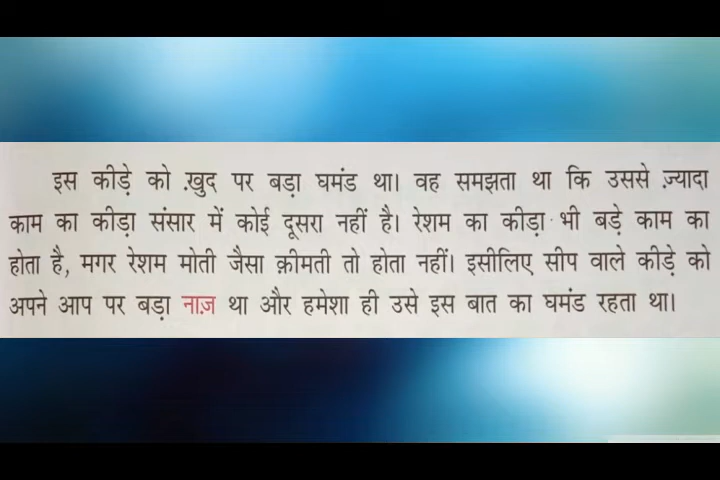 इस कीड़े को ख़ुद पर बड़ा घमंड था। वह समझता था कि उससे ज़्यादा
काम का कीड़ा संसार में कोई दूसरा नहीं है। रेशम का कीड़ा भी बड़े काम का
होता है, मगर रेशम मोती जैसा क़ीमती तो होता नहीं। इसीलिए सीप वाले कीड़े को
अपने आप पर बड़ा नाज़ था और हमेशा ही उसे इस बात का घमंड रहता था।